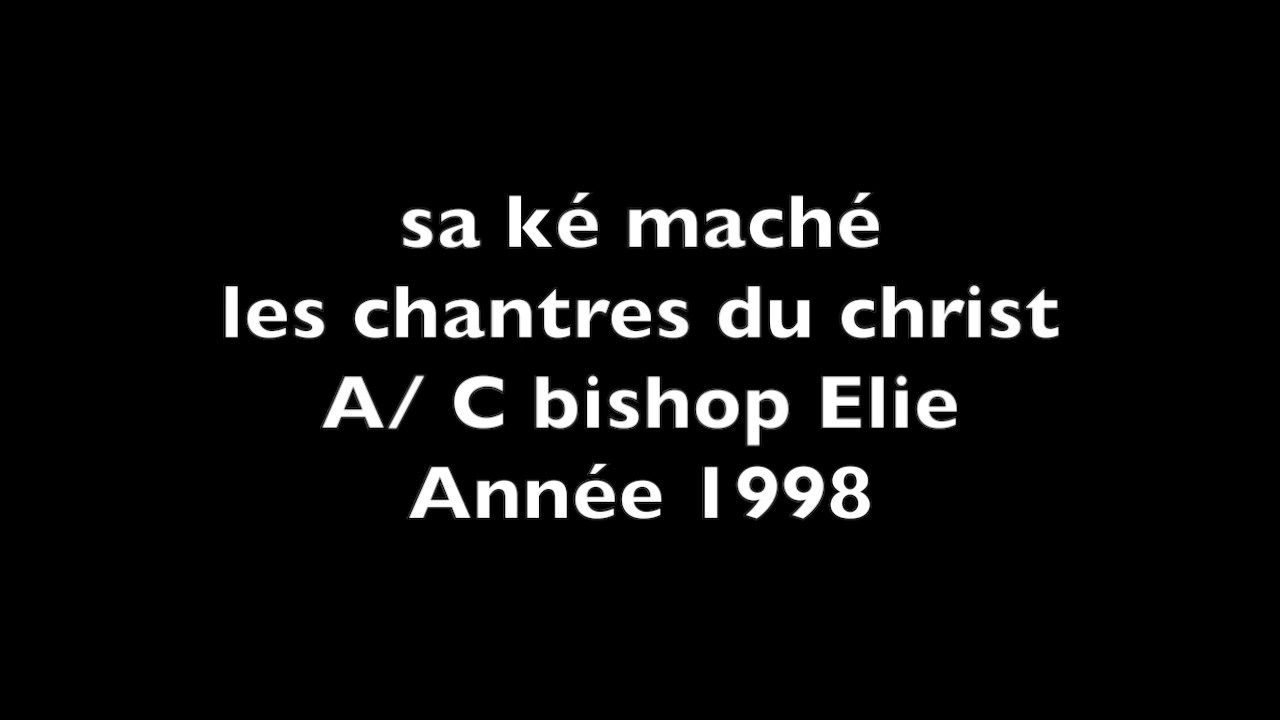 sa ké maché
les chantres du christ
A/ C bishop Elie
Année 1998